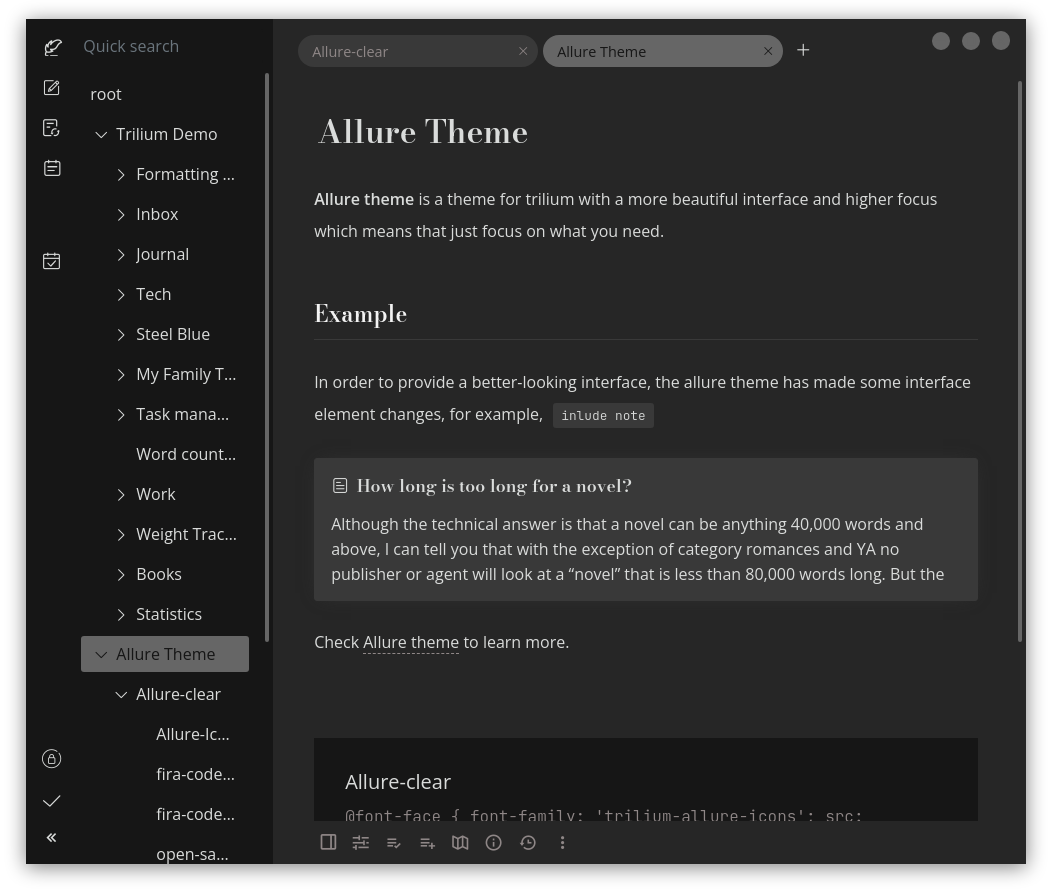 Quick search
root
Trilium Demo
Formatting ...
Inbox
Journal
Tech
Steel Blue
My Family T...
Task mana...
Word count...
Work
Weight Trac...
Books
Statistics
Allure Theme
Allure-clear
Allure-Ic...
fira-code...
fira-code...
open-sa...
Allure-clear
Allure Theme
Allure Theme
Allure theme is a theme for trilium with a more beautiful interface and higher focus
which means that just focus on what you need.
Example
In order to provide a better-looking interface, the allure theme has made some interface
element changes, for example, inlude note
How long is too long for a novel?
Although the technical answer is that a novel can be anything 40,000 words and
above, I can tell you that with the exception of category romances and YA no
publisher or agent will look at a “novel” that is less than 80,000 words long. But the
Check Allure theme to learn more.
Allure-clear
@font-face { font-family: 'trilium-allure-icons'; src: